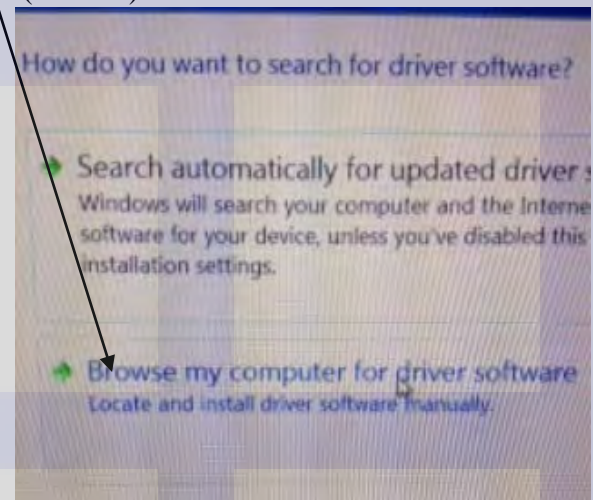 How do you want to search for driver software?
Search automatically for updated driver
Windows will search your computer and the
software for your device, unless you've disabled this
installation settings.
Browse my computer for driver software
Locate and install driver software manually.